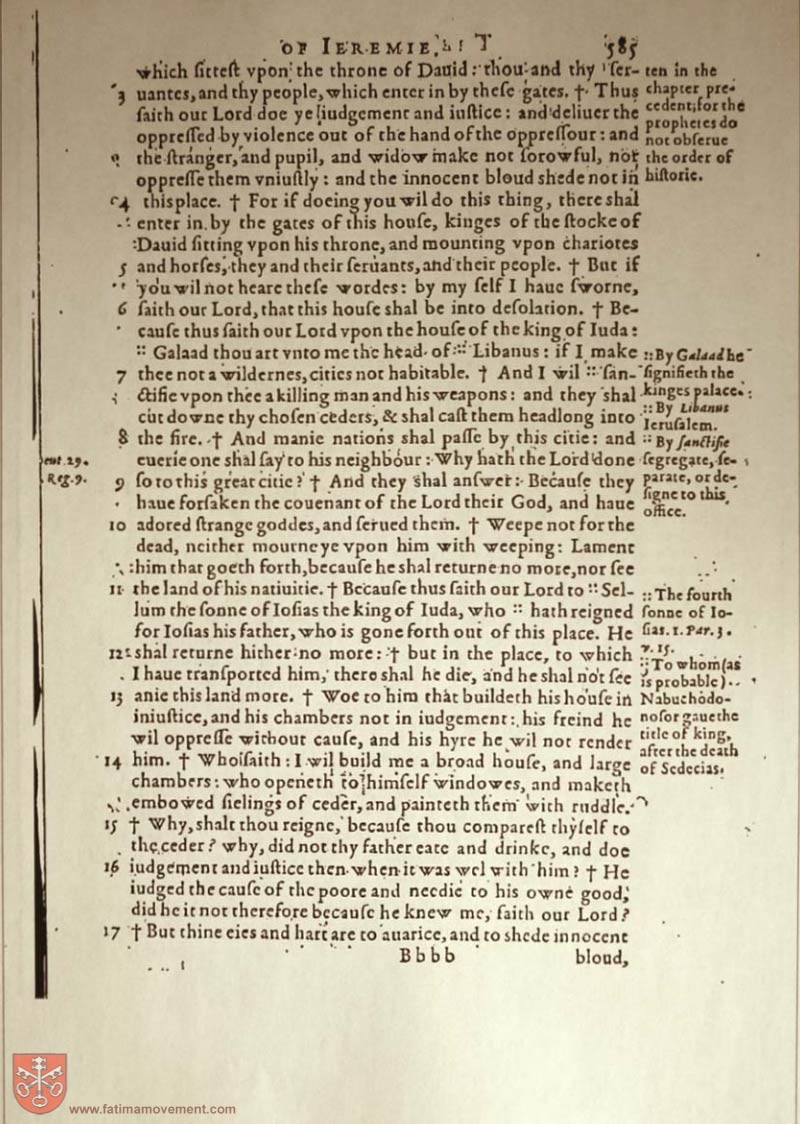 OF IEREMIE.
585
which ſitteſt vpon the throne of Dauid: thou and thy ſer-
3 uantes, and thy people, which enter in by theſe gates. † Thus
ſaith our Lord doe ye iudgement and iuſtice: and deliuer the
oppreſſed by violence out of the hand of the oppreſſour: and
the ſtranger, and pupil, and widow make not ſorowful, not
oppreſſe them vniuſtly: and the innocent bloud shede not in
4 this place. † For if doeing you wil do this thing, there shal
enter in by the gates of this houſe, kinges of the ſtocke of
Dauid ſitting vpon his throne, and mounting vpon chariotes
5 and horſes, they and their ſeruants, and their people. † But if
you wil not heare theſe wordes: by my ſelf I haue ſworne,
6 ſaith our Lord, that this houſe shal be into deſolation. † Be-
cauſe thus ſaith our Lord vpon the houſe of the king of Iuda:
:: Galaad thou art vnto me the head of :: Libanus: if I make
7 thee not a wildernes, cities not habitable. † And I wil :: ſan-
ctifie vpon thee a killing man and his weapons: and they shal
cut downe thy choſen ceders, & shal caſt them headlong into
8 the fire. † And manie nations shal paſſe by this citie: and
euerie one shal ſay to his neighbour: Why hath the Lord done
9 ſo to this great citie? † And they shal anſwer: Becauſe they
haue forſaken the couenant of the Lord their God, and haue
10 adored ſtrange goddes, and ſerued them. † Weepe not for the
dead, neither mourne ye vpon him with weeping: Lament
him that goeth forth, becauſe he shal returne no more, nor ſee
11 the land of his natiuitie. † Becauſe thus ſaith our Lord to :: Sel-
lum the ſonne of Ioſias the king of Iuda, who :: hath reigned
for Ioſias his father, who is gone forth out of this place. He
12 shal returne hither no more: † but in the place, to which
I haue tranſported him, there shal he die, and he shal not ſee
13 anie this land more. † Woe to him that buildeth his houſe in
iniuſtice, and his chambers not in iudgement: his freind he
wil oppreſſe without cauſe, and his hyre he wil not render
14 him. † Who ſaith: I wil build me a broad houſe, and large
chambers: who openeth to himſelf windowes, and maketh
embowed ſielings of ceder, and painteth them with ruddle.
15 † Why, shalt thou reigne, becauſe thou compareſt thyſelf to
the ceder? why, did not thy father eate and drinke, and doe
16 iudgement and iuſtice then when it was wel with him? † He
iudged the cauſe of the poore and needie to his owne good,
did he it not therefore becauſe he knew me, ſaith our Lord?
17 † But thine eies and hart are to auarice, and to shede innocent
Bbbb
bloud,
ten in the
chapter pre-
cedent; for the
prophetes do
not obſerue
the order of
hiſtorie.
:: By Galaad he
ſignifieth the
kinges palace.
:: By Libanus
Ieruſalem.
:: By ſanctifie
ſegregate, ſe-
parate, or de-
ſigne to this
office.
:: The fourth
ſonne of Io-
ſias. 1. Par. 3.
v. 15.
:: To whom (as
is probable)
Nabuchodo-
noſor gaue the
title of king,
after the death
of Sedecias.
eut 29.
Reg. 9.
www.fatimamovement.com